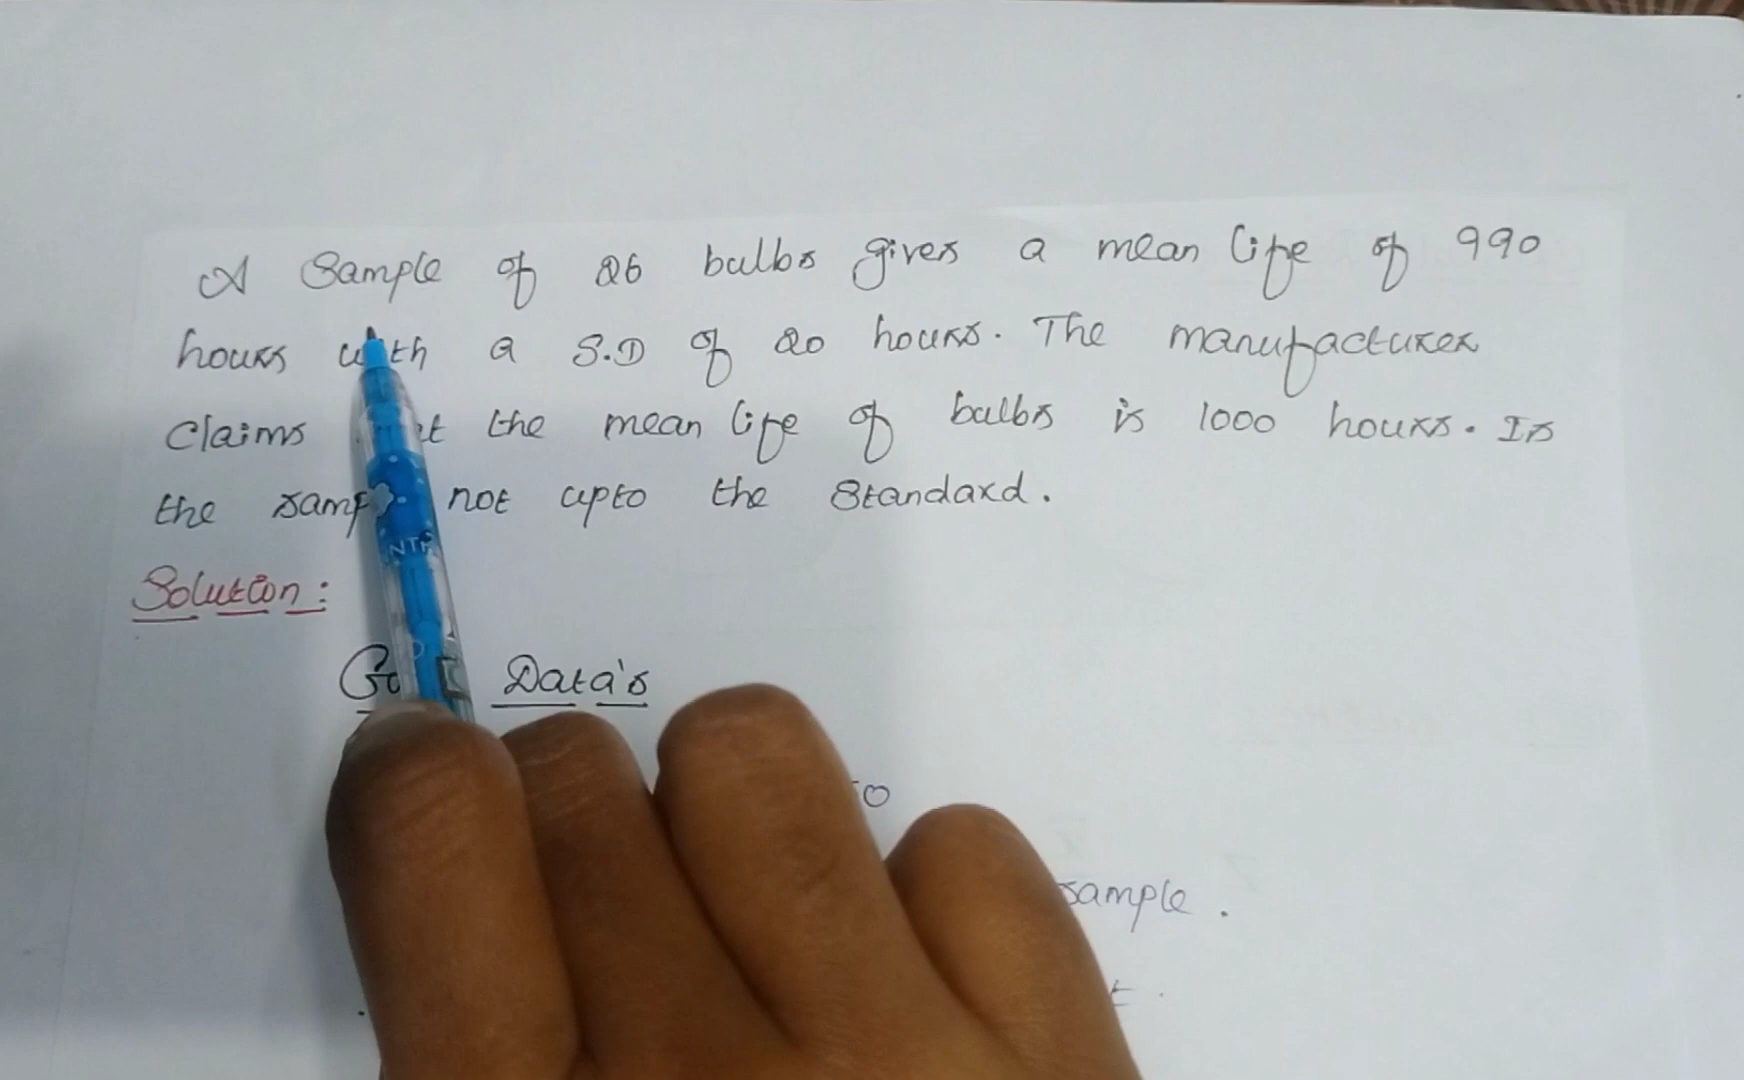 A Sample of 26 bulbs gives a mean life of 990
hours with a S.D of 20 hours. The manufacturer
claims the mean life of bulbs is 1000 hours. Is
the not upto the Standard.
Solution:
Data's
sample.